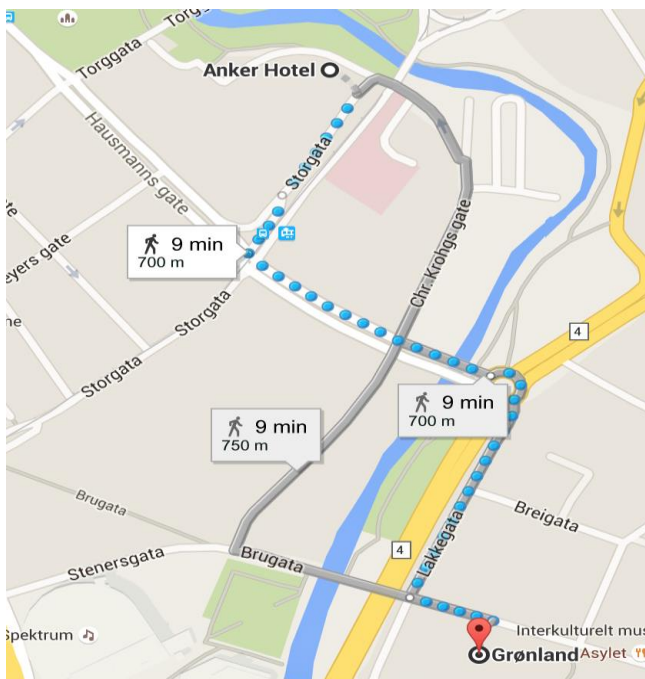 Torggata
Torggata
Anker Hotel
Hausmanns gate
Storgata
eyers gate
9 min
700 m
Chr. Krohgs gate
ne
Storgata
4
Storgata
9 min
700 m
9 min
750 m
Brugata
Breigata
4
Lakkegata
Stenersgata
Brugata
Spektrum
Interkulturelt mus
Grønland
Asylet